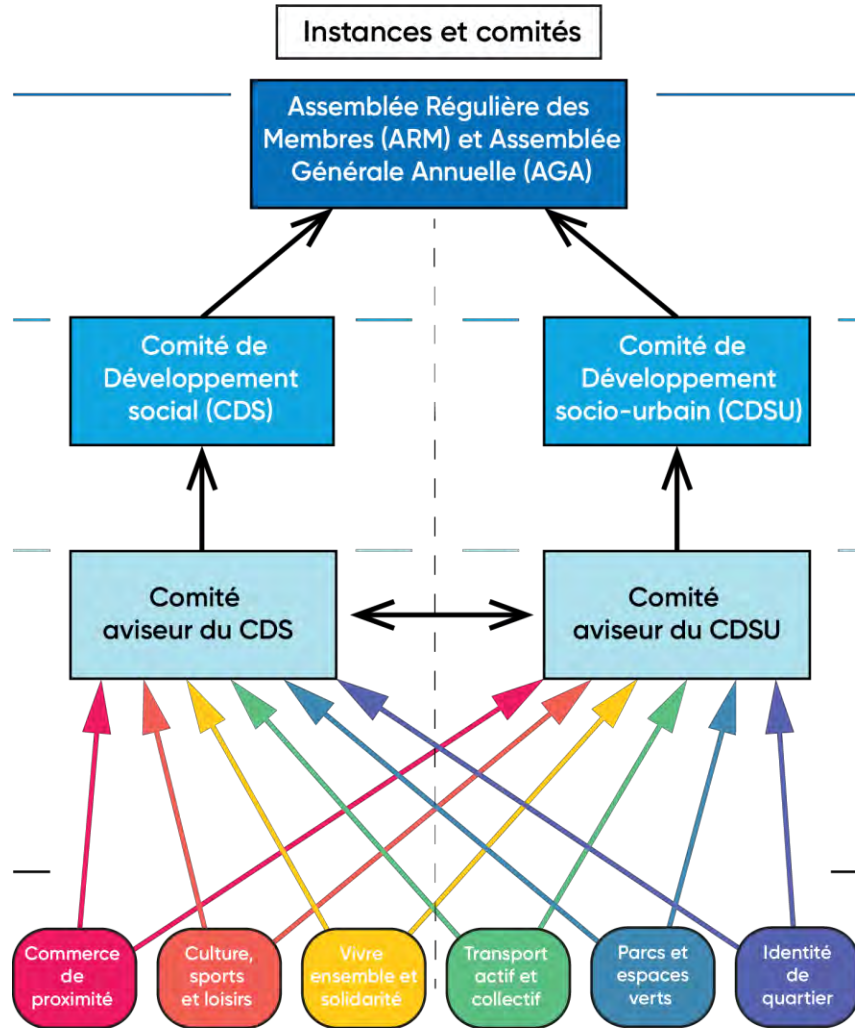 Instances et comités
Assemblée Régulière des
Membres (ARM) et Assemblée
Générale Annuelle (AGA)
Comité de
Développement
social (CDS)
Comité de
Développement
socio-urbain (CDSU)
Comité
aviseur du CDS
Comité
aviseur du CDSU
Commerce
de
proximité
Culture,
sports
et loisirs
Vivre
ensemble et
solidarité
Transport
actif et
collectif
Parcs et
espaces
verts
Identité
de
quartier